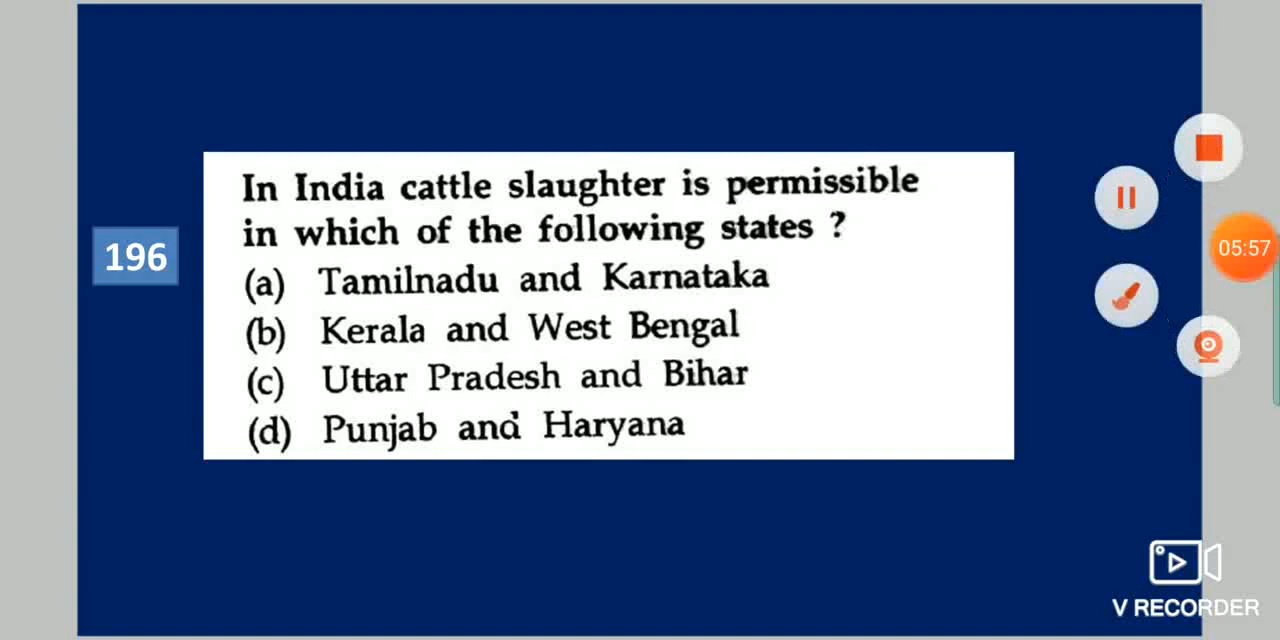 In India cattle slaughter is permissible
in which of the following states ?
196
(a) Tamilnadu and Karnataka
(b) Kerala and West Bengal
(c) Uttar Pradesh and Bihar
(d) Punjab and Haryana
05:57
V RECORDER